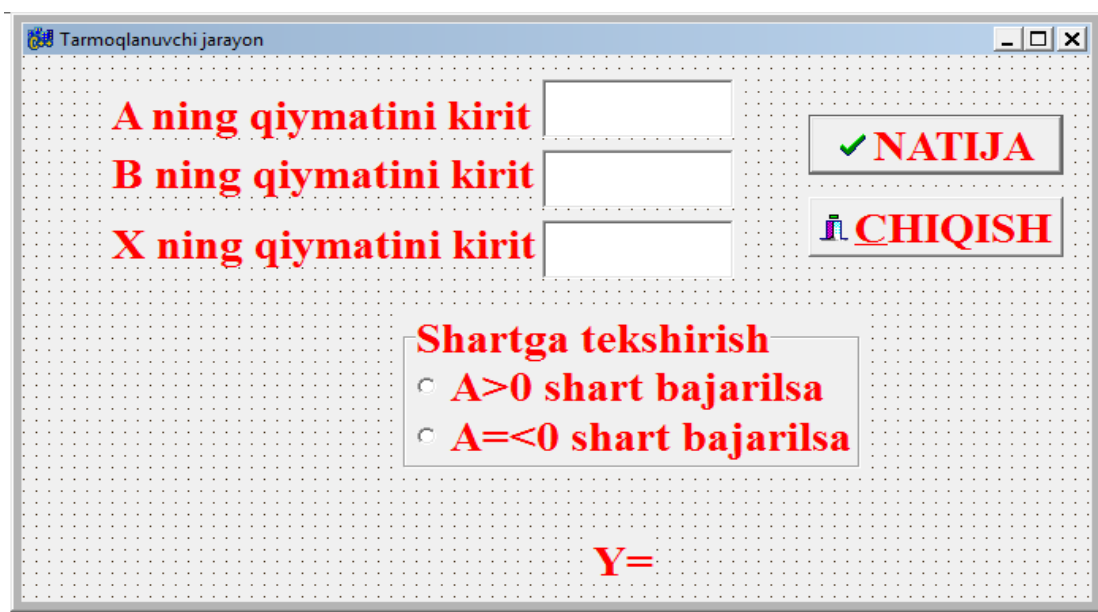 Tarmoqlanuvchi jarayon
A ning qiymatini kirit
B ning qiymatini kirit
X ning qiymatini kirit
NATIJA
CHIQISH
Shartga tekshirish
A>0 shart bajarilsa
A=<0 shart bajarilsa
Y=